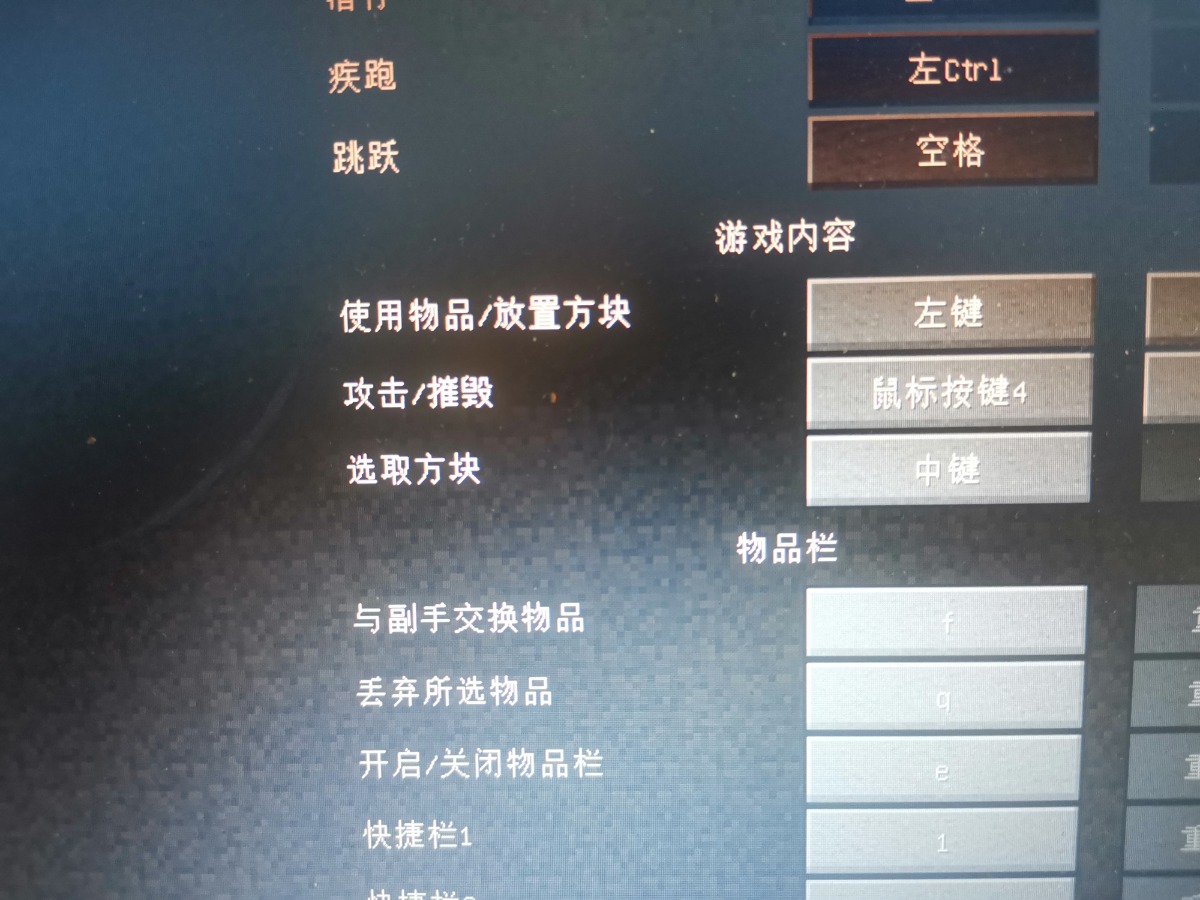 疾跑 左Ctrl
跳跃 空格
游戏内容
使用物品/放置方块 左键
攻击/摧毁 鼠标按键4
选取方块 中键
物品栏
与副手交换物品 f
丢弃所选物品 q
开启/关闭物品栏 e
快捷栏1 1